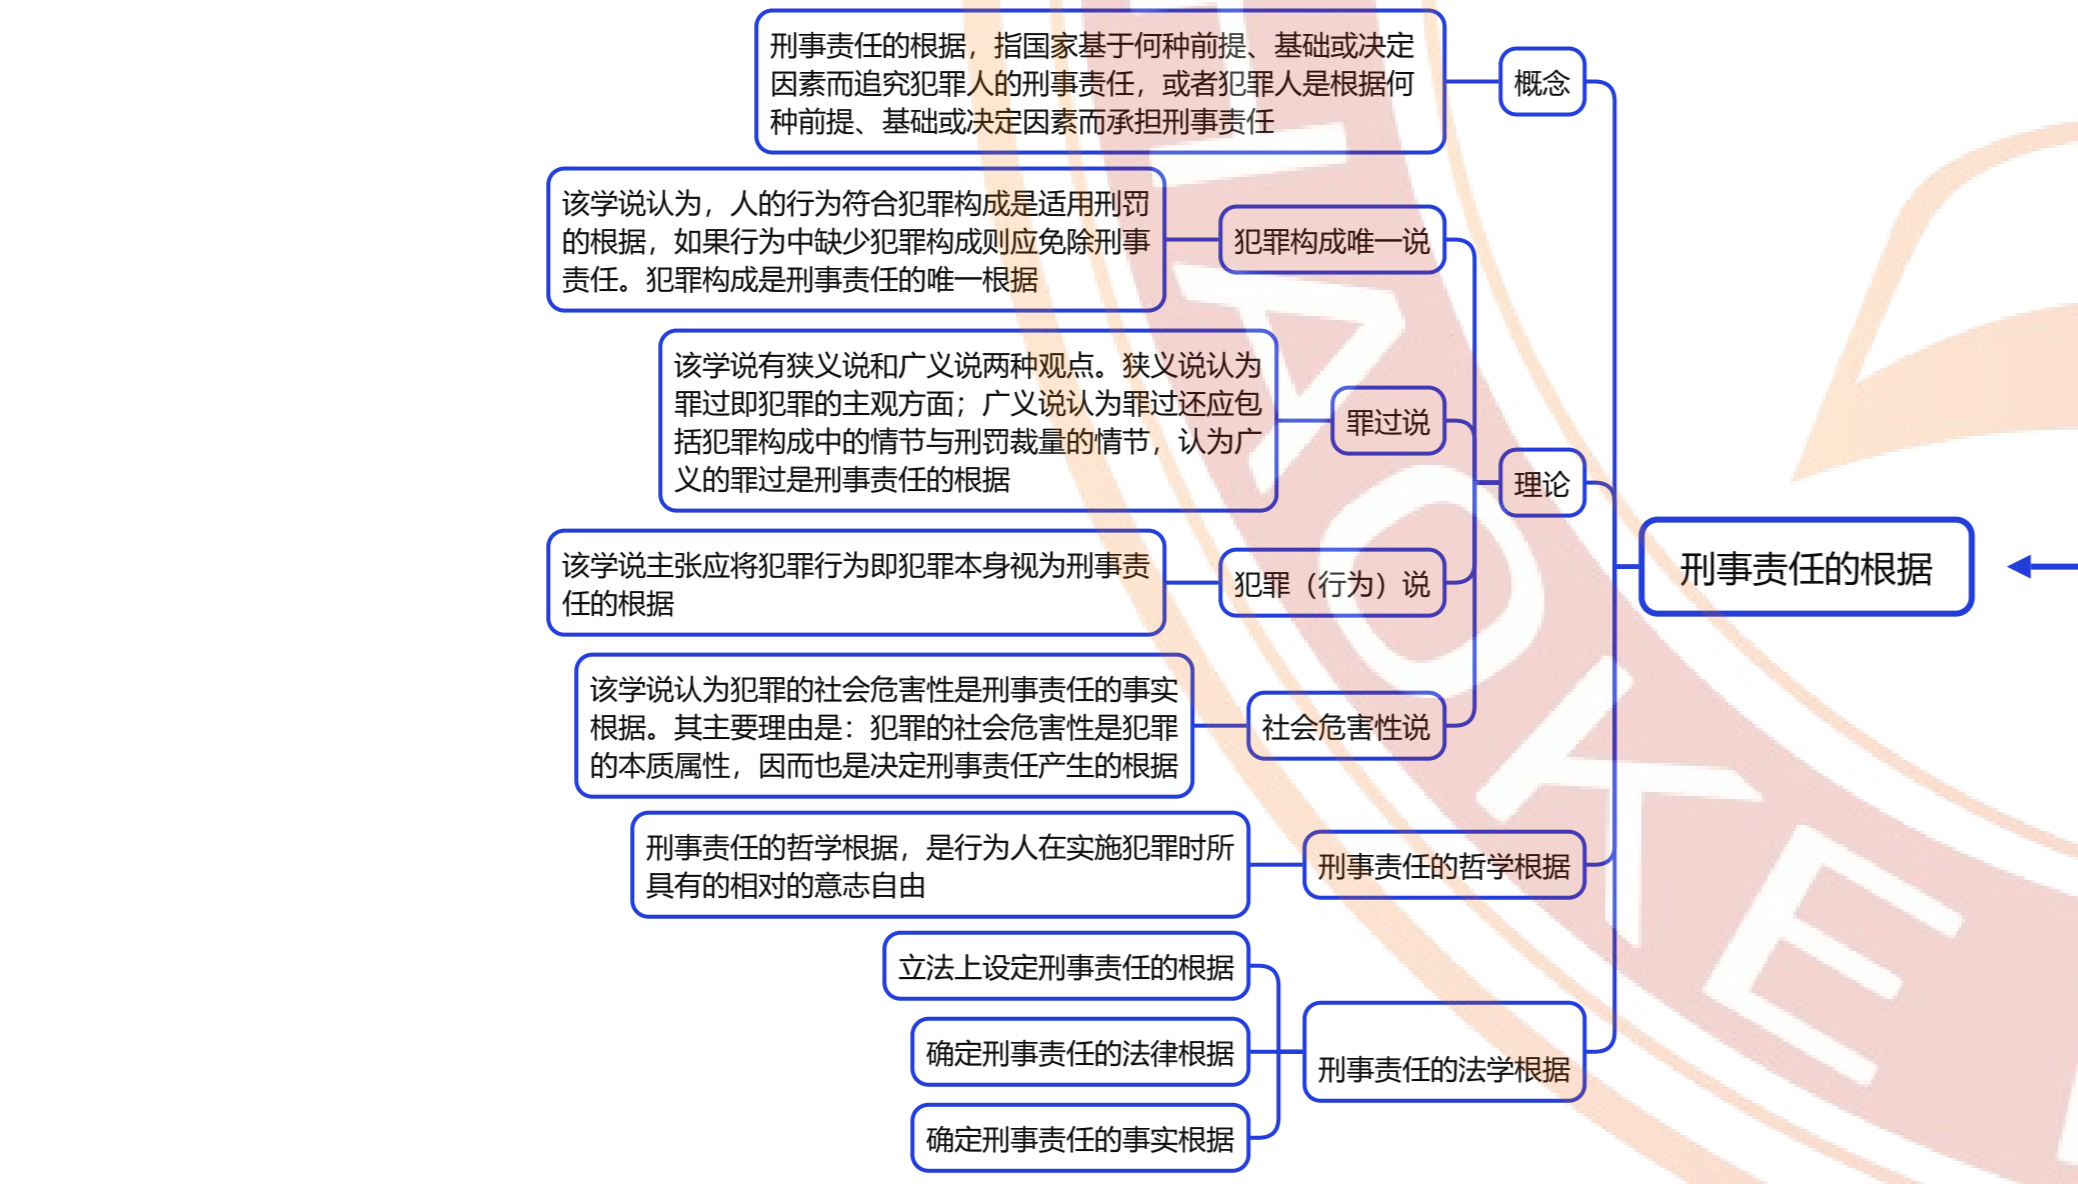 刑事责任的根据，指国家基于何种前提、基础或决定
因素而追究犯罪人的刑事责任，或者犯罪人是根据何
种前提、基础或决定因素而承担刑事责任
概念
该学说认为，人的行为符合犯罪构成是适用刑罚
的根据，如果行为中缺少犯罪构成则应免除刑事
责任。犯罪构成是刑事责任的唯一根据
犯罪构成唯一说
该学说有狭义说和广义说两种观点。狭义说认为
罪过即犯罪的主观方面；广义说认为罪过还应包
括犯罪构成中的情节与刑罚裁量的情节，认为广
义的罪过是刑事责任的根据
罪过说
理论
刑事责任的根据
该学说主张应将犯罪行为即犯罪本身视为刑事责
任的根据
犯罪（行为）说
该学说认为犯罪的社会危害性是刑事责任的事实
根据。其主要理由是：犯罪的社会危害性是犯罪
的本质属性，因而也是决定刑事责任产生的根据
社会危害性说
刑事责任的哲学根据，是行为人在实施犯罪时所
具有的相对的意志自由
刑事责任的哲学根据
立法上设定刑事责任的根据
确定刑事责任的法律根据
刑事责任的法学根据
确定刑事责任的事实根据
IAOKE